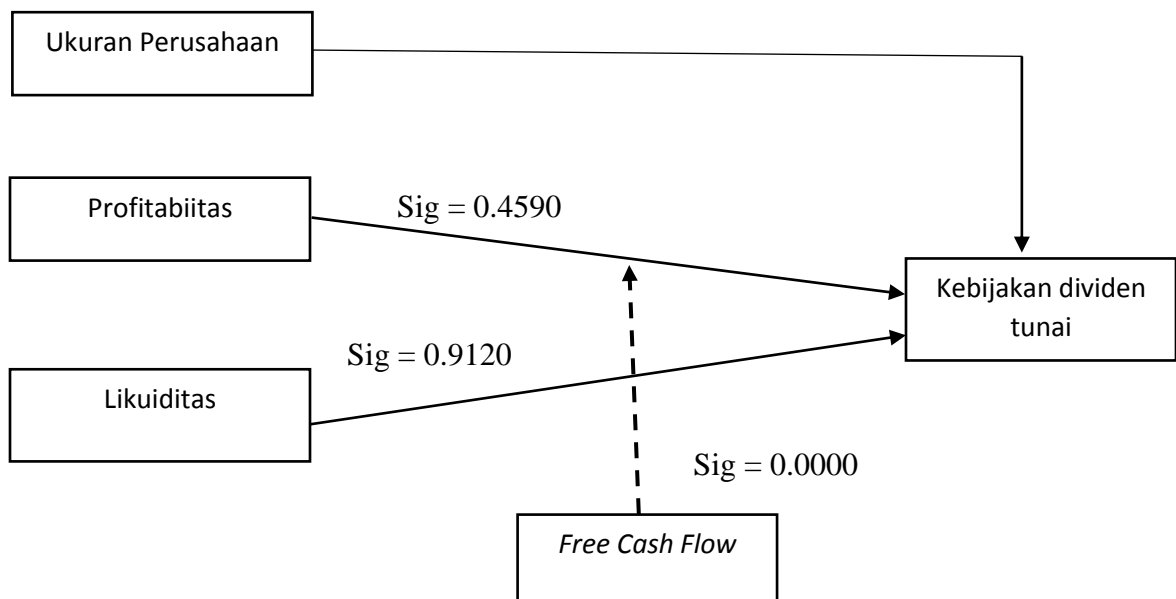 Ukuran Perusahaan
Profitabiitas
Sig = 0.4590
Kebijakan dividen
tunai
Sig = 0.9120
Likuiditas
Sig = 0.0000
Free Cash Flow